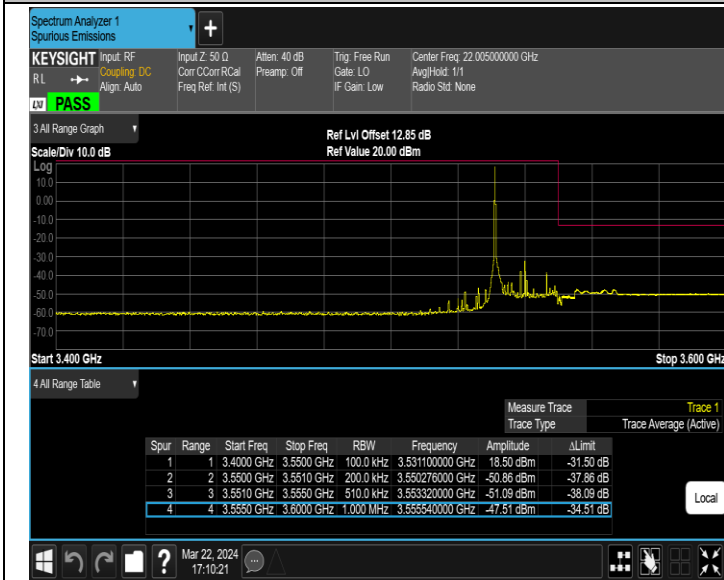 Spectrum Analyzer 1
Spurious Emissions
+
KEYSIGHT Input: RF Input Z: 50 Ω Atten: 40 dB Trig: Free Run Center Freq: 22.005000000 GHz
R L Coupling: DC Corr CCorr RCal Preamp: Off Gate: LO Avg|Hold: 1/1
Align: Auto Freq Ref: Int (S) IF Gain: Low Radio Std: None
LXI PASS
3 All Range Graph
Ref Lvl Offset 12.85 dB
Scale/Div 10.0 dB Ref Value 20.00 dBm
Log
10.0
0.00
-10.0
-20.0
-30.0
-40.0
-50.0
-60.0
-70.0
Start 3.400 GHz Stop 3.600 GHz
4 All Range Table
Measure Trace Trace 1
Trace Type Trace Average (Active)
Spur Range Start Freq Stop Freq RBW Frequency Amplitude ΔLimit
1 1 3.4000 GHz 3.5500 GHz 100.0 kHz 3.531100000 GHz 18.50 dBm -31.50 dB
2 2 3.5500 GHz 3.5510 GHz 200.0 kHz 3.550276000 GHz -50.86 dBm -37.86 dB
3 3 3.5510 GHz 3.5550 GHz 510.0 kHz 3.553320000 GHz -51.09 dBm -38.09 dB
4 4 3.5550 GHz 3.6000 GHz 1.000 MHz 3.555540000 GHz -47.51 dBm -34.51 dB
Local
? Mar 22, 2024
17:10:21